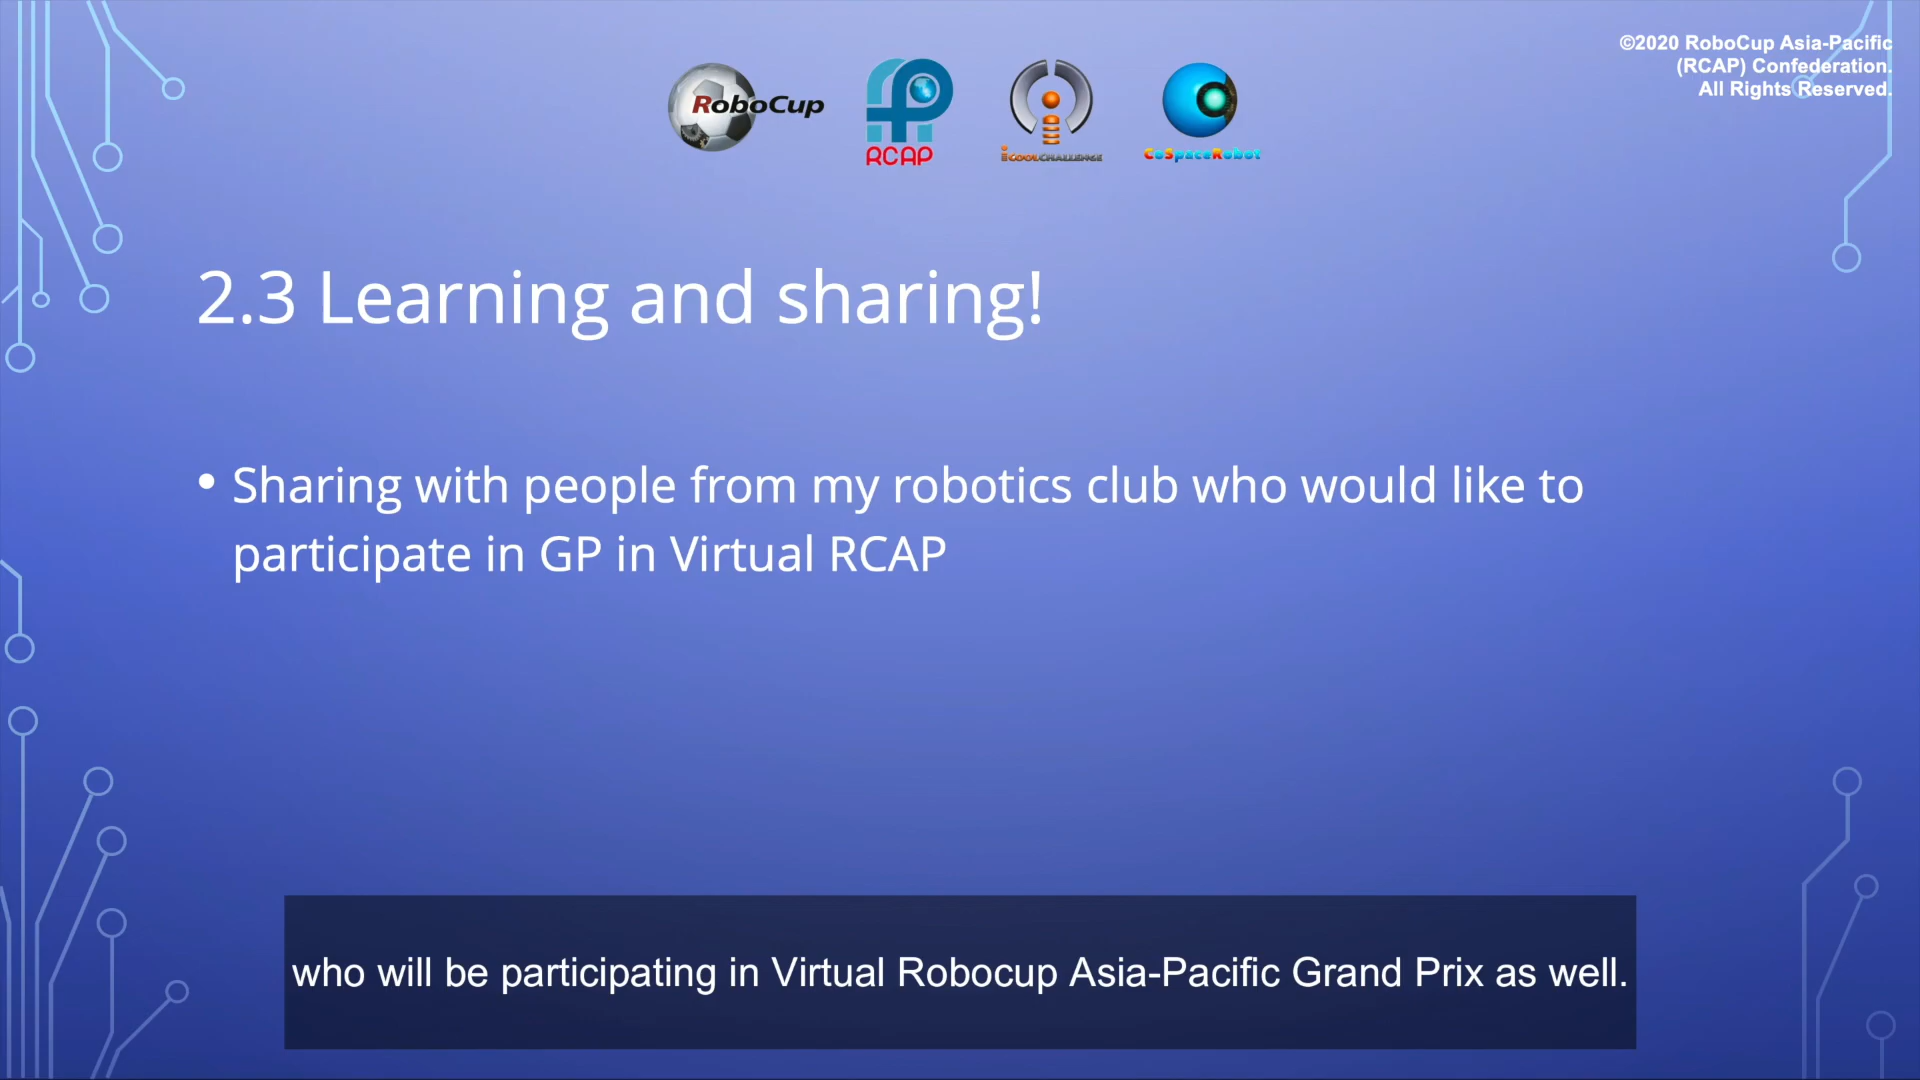 ©2020 RoboCup Asia-Pacific
(RCAP) Confederation.
All Rights Reserved.
RoboCup
RCAP
iCOOLCHALLENGE
CoSpaceRobot
2.3 Learning and sharing!
• Sharing with people from my robotics club who would like to
participate in GP in Virtual RCAP
who will be participating in Virtual Robocup Asia-Pacific Grand Prix as well.